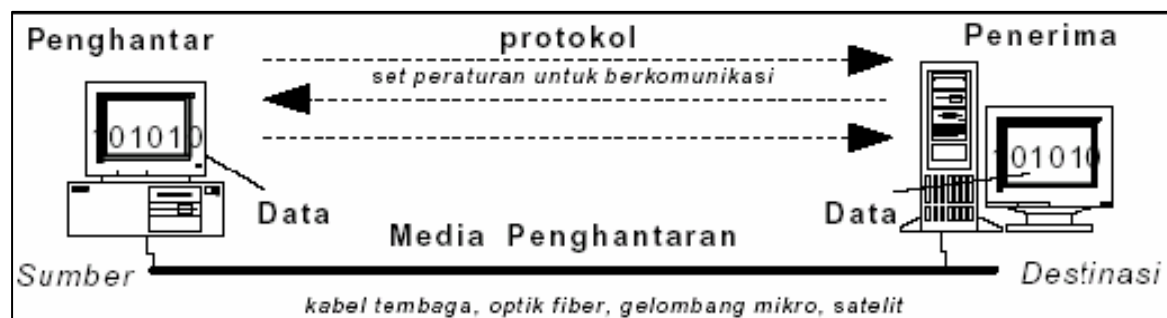 Penghantar
protokol
Penerima
set peraturan untuk berkomunikasi
101010
101010
Data
Data
Media Penghantaran
Sumber
Destinasi
kabel tembaga, optik fiber, gelombang mikro, satelit